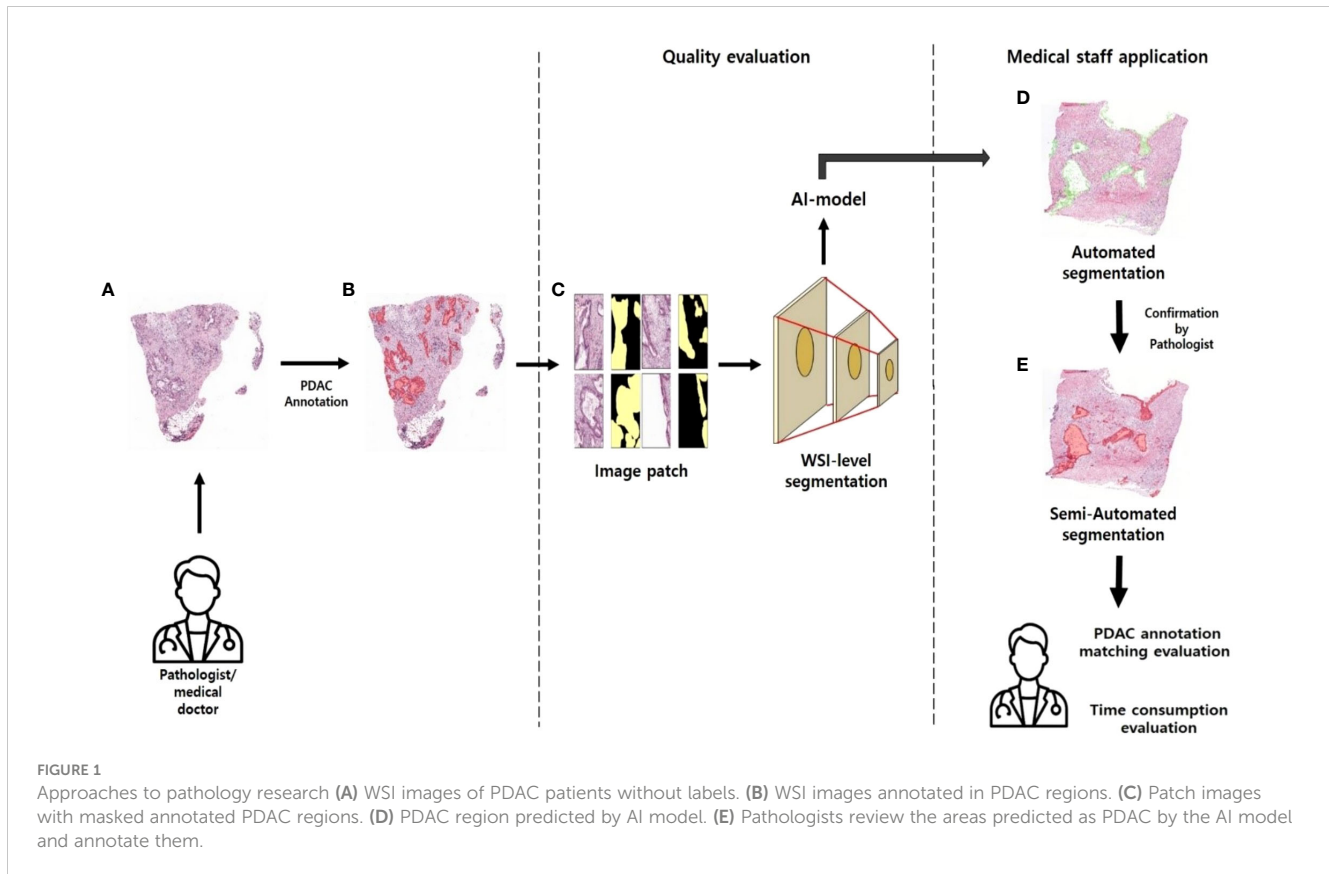 Quality evaluation
Medical staff application
A
PDAC
Annotation
Pathologist/
medical
doctor
B
C
Image patch
AI-model
WSI-level
segmentation
D
Automated
segmentation
Confirmation
by
Pathologist
E
Semi-Automated
segmentation
PDAC annotation
matching evaluation
Time consumption
evaluation
FIGURE 1
Approaches to pathology research (A) WSI images of PDAC patients without labels. (B) WSI images annotated in PDAC regions. (C) Patch images
with masked annotated PDAC regions. (D) PDAC region predicted by AI model. (E) Pathologists review the areas predicted as PDAC by the AI model
and annotate them.